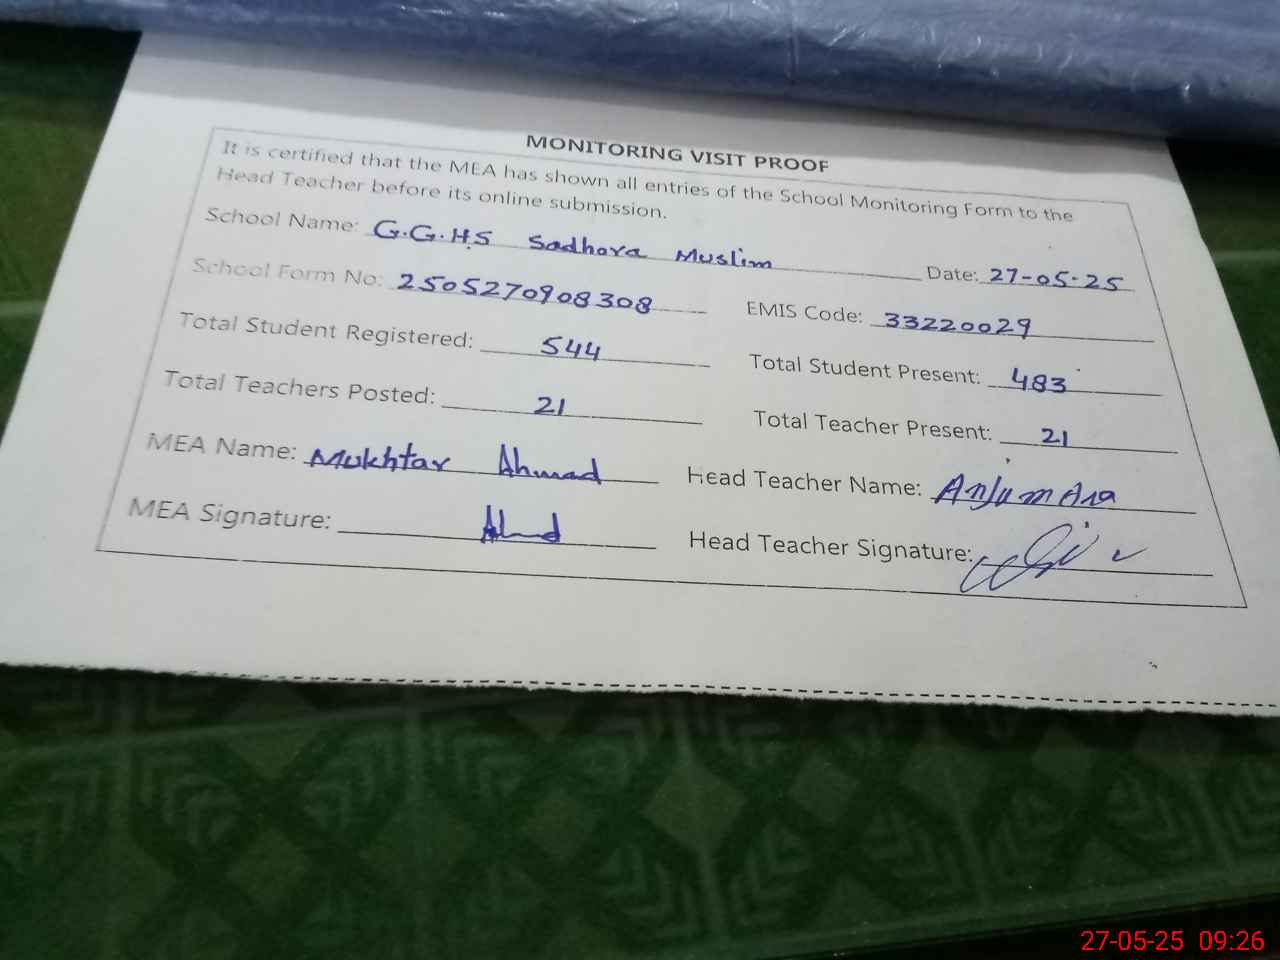 MONITORING VISIT PROOF
It is certified that the MEA has shown all entries of the School Monitoring Form to the
Head Teacher before its online submission.
School Name: G.G.H.S Sadhora Muslim Date: 27-05-25
School Form No: 2505270908308 EMIS Code: 33220029
Total Student Registered: 544 Total Student Present: 483
Total Teachers Posted: 21 Total Teacher Present: 21
MEA Name: Mukhtar Ahmad Head Teacher Name: Anjum Ara
MEA Signature: Ahmd Head Teacher Signature:
27-05-25 09:26